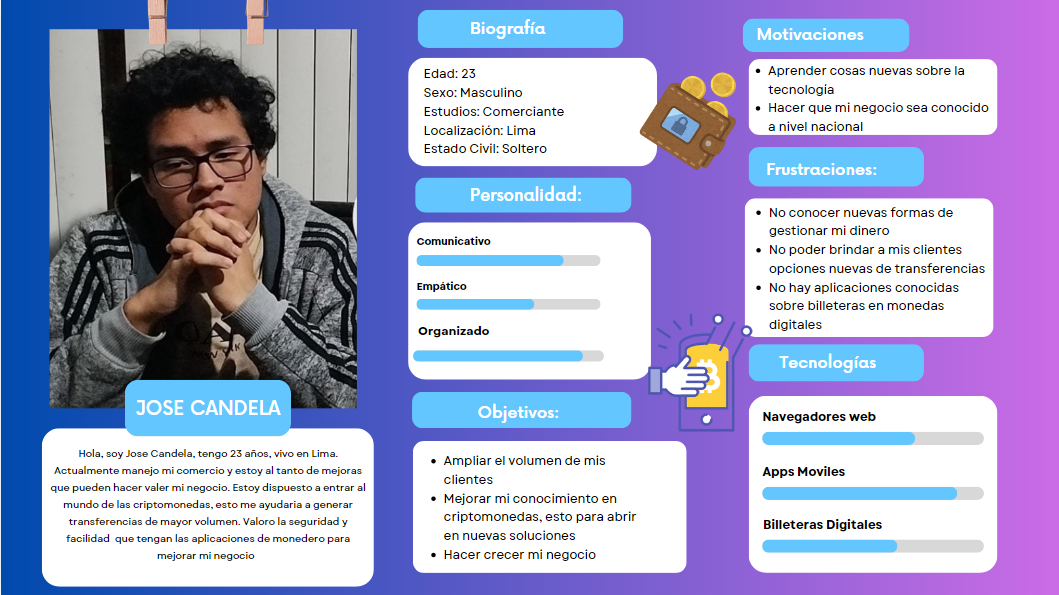 JOSE CANDELA
Hola, soy Jose Candela, tengo 23 años, vivo en Lima.
Actualmente manejo mi comercio y estoy al tanto de mejoras
que pueden hacer valer mi negocio. Estoy dispuesto a entrar al
mundo de las criptomonedas, esto me ayudaria a generar
transferencias de mayor volumen. Valoro la seguridad y
facilidad que tengan las aplicaciones de monedero para
mejorar mi negocio
Biografía
Edad: 23
Sexo: Masculino
Estudios: Comerciante
Localización: Lima
Estado Civil: Soltero
Personalidad:
Comunicativo
Empático
Organizado
Objetivos:
• Ampliar el volumen de mis
clientes
• Mejorar mi conocimiento en
criptomonedas, esto para abrir
en nuevas soluciones
• Hacer crecer mi negocio
Motivaciones
• Aprender cosas nuevas sobre la
tecnología
• Hacer que mi negocio sea conocido
a nivel nacional
Frustraciones:
• No conocer nuevas formas de
gestionar mi dinero
• No poder brindar a mis clientes
opciones nuevas de transferencias
• No hay aplicaciones conocidas
sobre billeteras en monedas
digitales
Tecnologías
Navegadores web
Apps Moviles
Billeteras Digitales